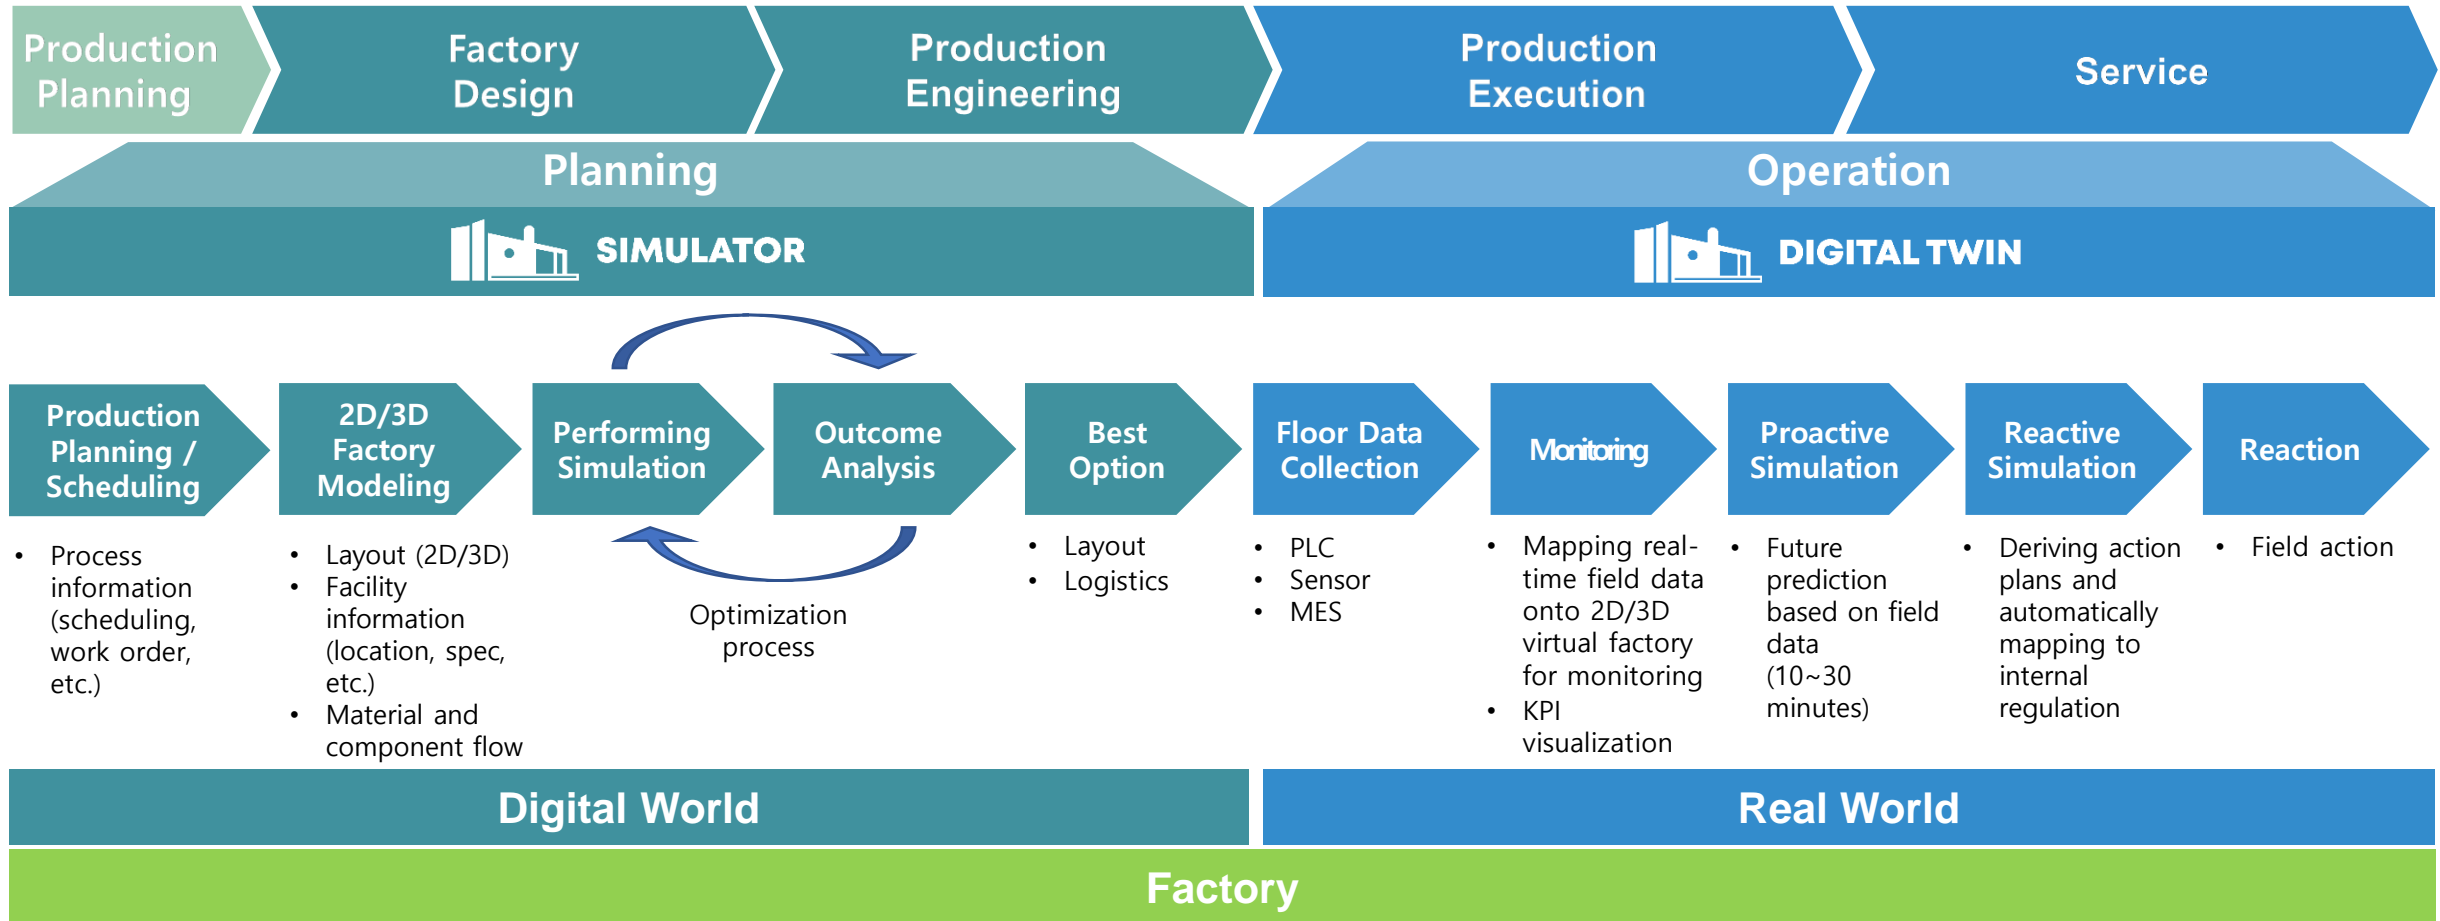 Production
Planning
Factory
Design
Production
Engineering
Production
Execution
Service
Planning
Operation
SIMULATOR
DIGITAL TWIN
Production
Planning /
Scheduling
2D/3D
Factory
Modeling
Performing
Simulation
Outcome
Analysis
Best
Option
Floor Data
Collection
Monitoring
Proactive
Simulation
Reactive
Simulation
Reaction
• Process
information
(scheduling,
work order,
etc.)
• Layout (2D/3D)
• Facility
information
(location, spec,
etc.)
• Material and
component flow
Optimization
process
• Layout
• Logistics
• PLC
• Sensor
• MES
• Mapping real-
time field data
onto 2D/3D
virtual factory
for monitoring
• KPI
visualization
• Future
prediction
based on field
data
(10~30
minutes)
• Deriving action
plans and
automatically
mapping to
internal
regulation
• Field action
Digital World
Real World
Factory